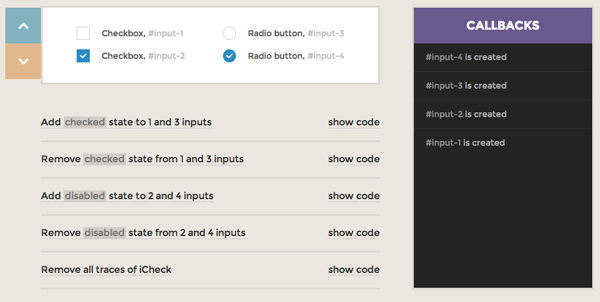 Checkbox, #input-1
Radio button, #input-3
Checkbox, #input-2
Radio button, #input-4
Add checked state to 1 and 3 inputs
show code
Remove checked state from 1 and 3 inputs
show code
Add disabled state to 2 and 4 inputs
show code
Remove disabled state from 2 and 4 inputs
show code
Remove all traces of iCheck
show code
CALLBACKS
#input-4 is created
#input-3 is created
#input-2 is created
#input-1 is created